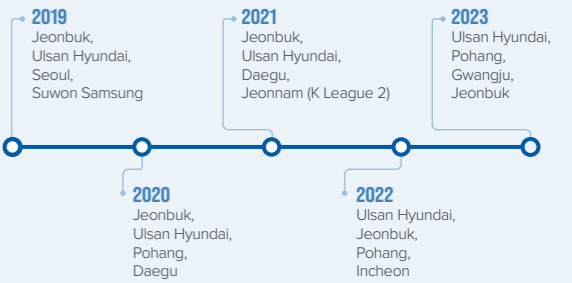 2019
Jeonbuk,
Ulsan Hyundai,
Seoul,
Suwon Samsung
2020
Jeonbuk,
Ulsan Hyundai,
Pohang,
Daegu
2021
Jeonbuk,
Ulsan Hyundai,
Daegu,
Jeonnam (K League 2)
2022
Ulsan Hyundai,
Jeonbuk,
Pohang,
Incheon
2023
Ulsan Hyundai,
Pohang,
Gwangju,
Jeonbuk